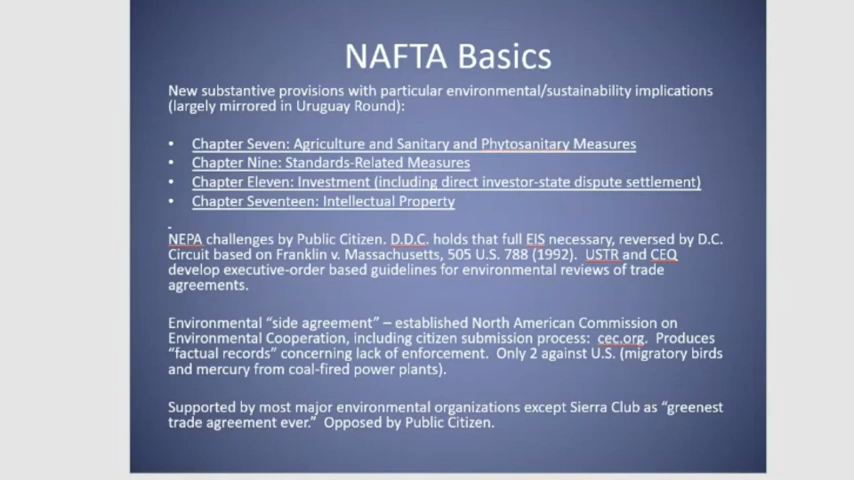 NAFTA Basics
New substantive provisions with particular environmental/sustainability implications
(largely mirrored in Uruguay Round):
• Chapter Seven: Agriculture and Sanitary and Phytosanitary Measures
• Chapter Nine: Standards-Related Measures
• Chapter Eleven: Investment (including direct investor-state dispute settlement)
• Chapter Seventeen: Intellectual Property
NEPA challenges by Public Citizen. D.D.C. holds that full EIS necessary, reversed by D.C.
Circuit based on Franklin v. Massachusetts, 505 U.S. 788 (1992). USTR and CEQ
develop executive-order based guidelines for environmental reviews of trade
agreements.
Environmental “side agreement” – established North American Commission on
Environmental Cooperation, including citizen submission process: cec.org. Produces
“factual records” concerning lack of enforcement. Only 2 against U.S. (migratory birds
and mercury from coal-fired power plants).
Supported by most major environmental organizations except Sierra Club as “greenest
trade agreement ever.” Opposed by Public Citizen.